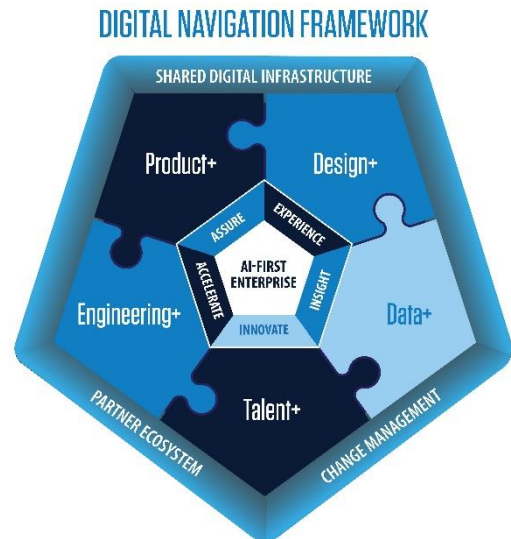 DIGITAL NAVIGATION FRAMEWORK
SHARED DIGITAL INFRASTRUCTURE
Product+
Design+
ASSURE
EXPERIENCE
AI-FIRST
ENTERPRISE
ACCELERATE
INSIGHT
Engineering+
Data+
INNOVATE
Talent+
PARTNER ECOSYSTEM
CHANGE MANAGEMENT